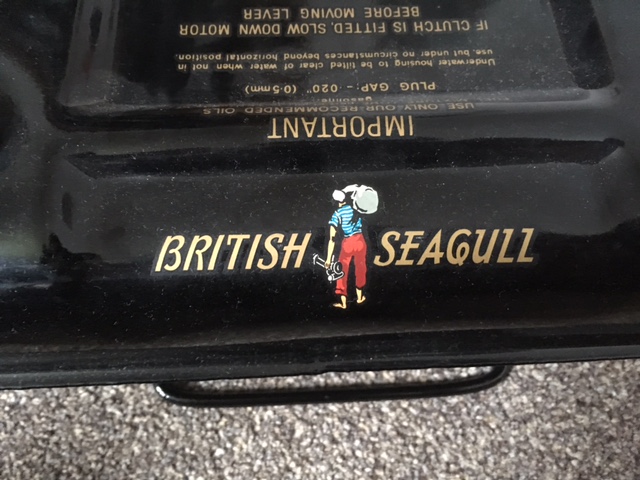 BRITISH SEAGULL
IMPORTANT
USE ONLY OUR RECOMMENDED OILS
PLUG GAP:- ·020" (0·5mm)
Underwater housing to be tilted clear of water when not in
use, but under no circumstances beyond horizontal position.
IF CLUTCH IS FITTED, SLOW DOWN MOTOR
BEFORE MOVING LEVER